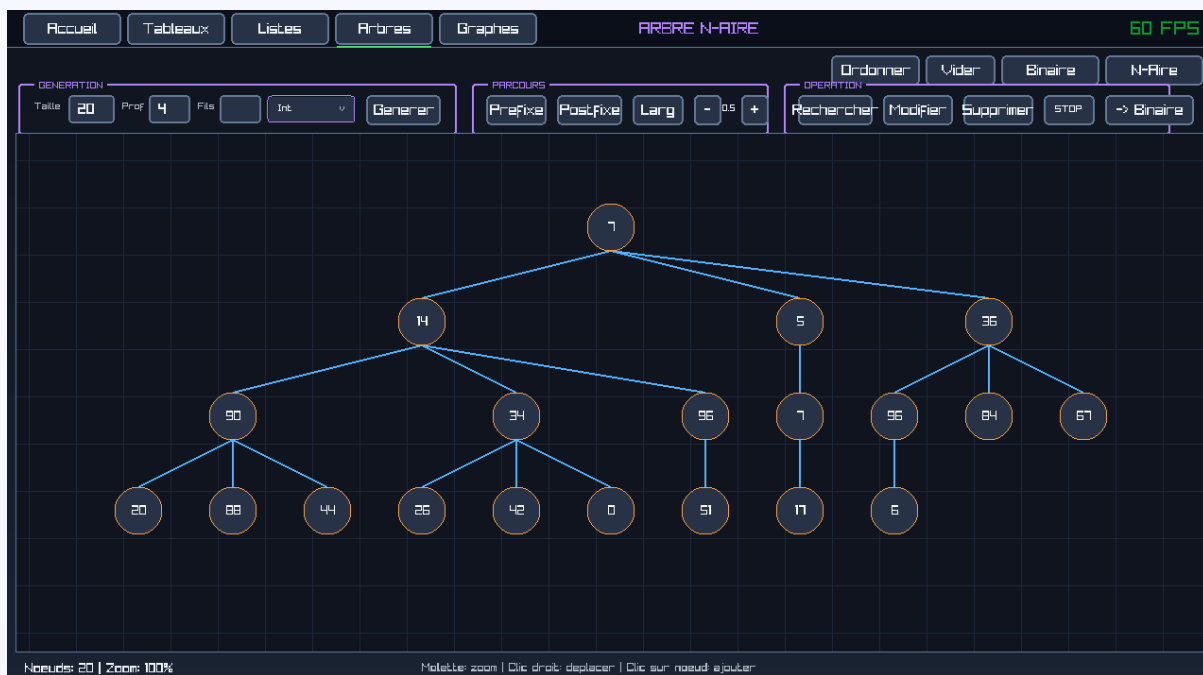 Accueil Tableaux Listes Arbres Graphes ARBRE N-AIRE 60 FPS
Ordonner Vider Binaire N-Aire
GENERATION PARCOURS OPERATION
Taille 20 Prof 4 Fils Int v Generer Prefixe Postfixe Larg - 0.5 + Rechercher Modifier Supprimer STOP -> Binaire
7
14 5 36
90 34 96 7 96 84 67
20 88 44 26 42 0 51 17 6
Noeuds: 20 | Zoom: 100% Molette: zoom | Clic droit: deplacer | Clic sur noeud: ajouter